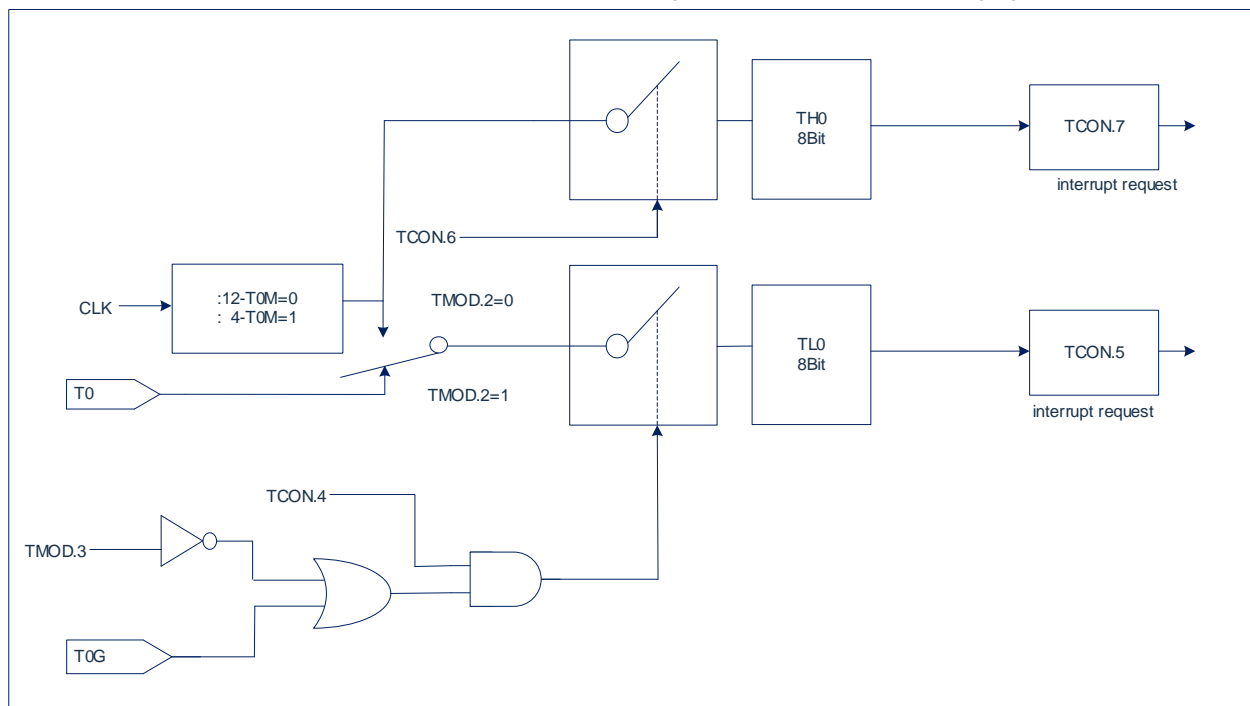 TH0
8Bit
TCON.7
interrupt request
TCON.6
CLK
:12-T0M=0
: 4-T0M=1
TMOD.2=0
TL0
8Bit
TCON.5
T0
TMOD.2=1
interrupt request
TCON.4
TMOD.3
T0G